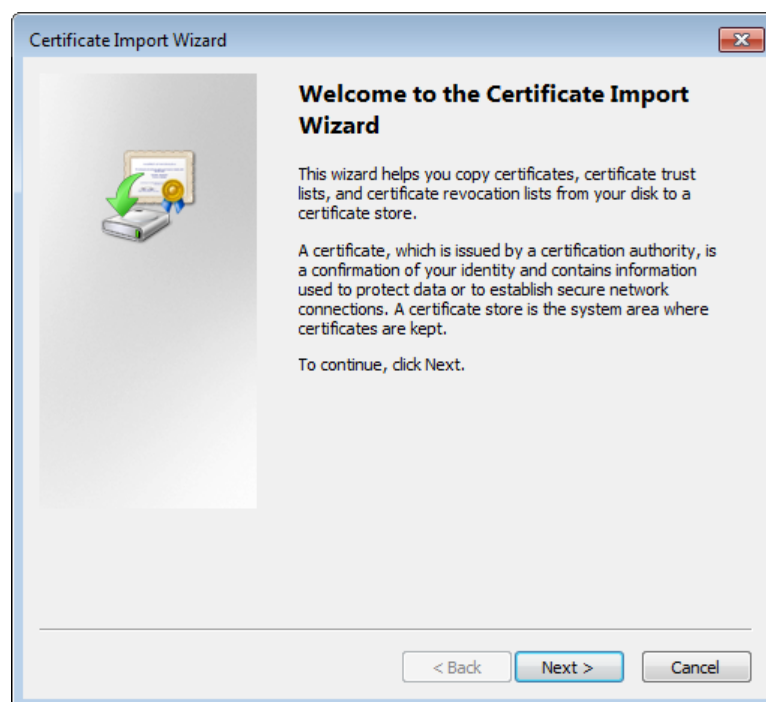 Certificate Import Wizard
Welcome to the Certificate Import
Wizard
This wizard helps you copy certificates, certificate trust
lists, and certificate revocation lists from your disk to a
certificate store.
A certificate, which is issued by a certification authority, is
a confirmation of your identity and contains information
used to protect data or to establish secure network
connections. A certificate store is the system area where
certificates are kept.
To continue, click Next.
< Back Next > Cancel